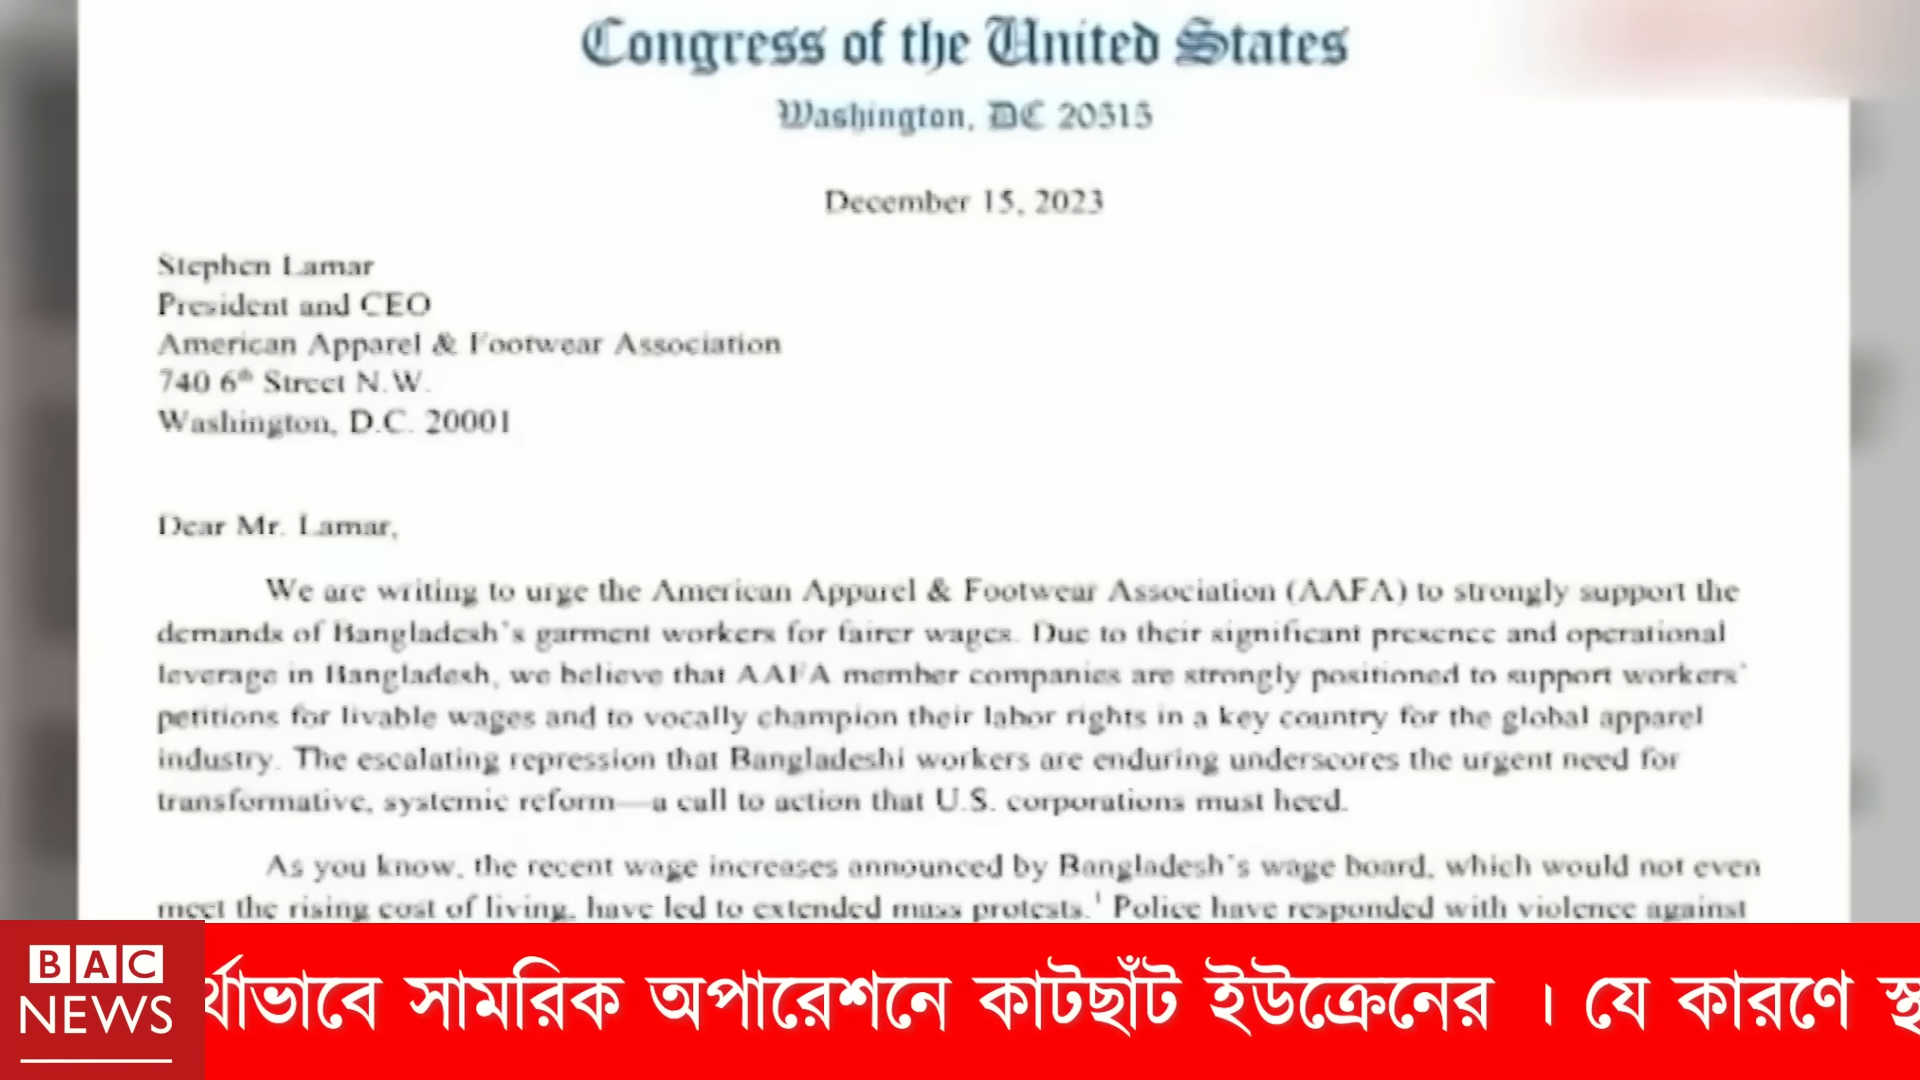 Congress of the United States
Washington, DC 20515
December 15, 2023
Stephen Lamar
President and CEO
American Apparel & Footwear Association
740 6th Street N.W.
Washington, D.C. 20001
Dear Mr. Lamar,
We are writing to urge the American Apparel & Footwear Association (AAFA) to strongly support the
demands of Bangladesh's garment workers for fairer wages. Due to their significant presence and operational
leverage in Bangladesh, we believe that AAFA member companies are strongly positioned to support workers'
petitions for livable wages and to vocally champion their labor rights in a key country for the global apparel
industry. The escalating repression that Bangladeshi workers are enduring underscores the urgent need for
transformative, systemic reform—a call to action that U.S. corporations must heed.
As you know, the recent wage increases announced by Bangladesh's wage board, which would not even
meet the rising cost of living, have led to extended mass protests.¹ Police have responded with violence against
BAC
NEWS
র্থাভাবে সামরিক অপারেশনে কাটছাঁট ইউক্রেনের । যে কারণে স্থ